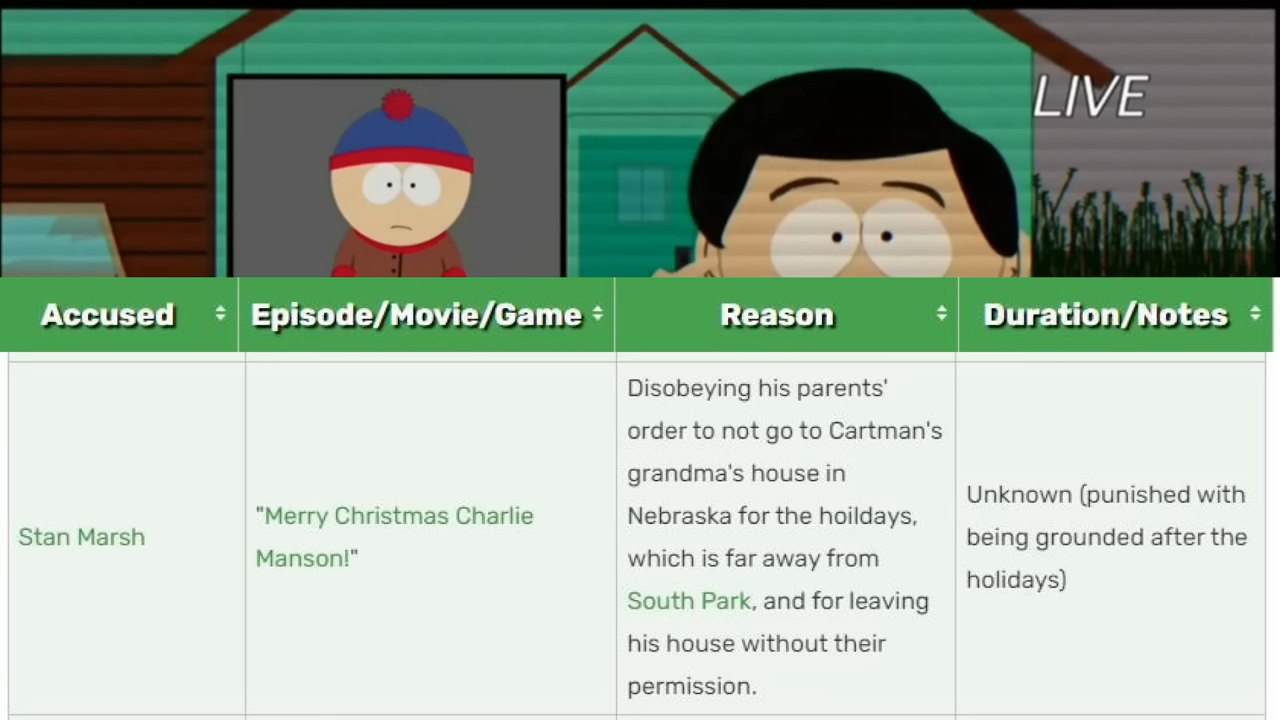 LIVE
Accused Episode/Movie/Game Reason Duration/Notes
Stan Marsh
"Merry Christmas Charlie
Manson!"
Disobeying his parents'
order to not go to Cartman's
grandma's house in
Nebraska for the hoildays,
which is far away from
South Park, and for leaving
his house without their
permission.
Unknown (punished with
being grounded after the
holidays)